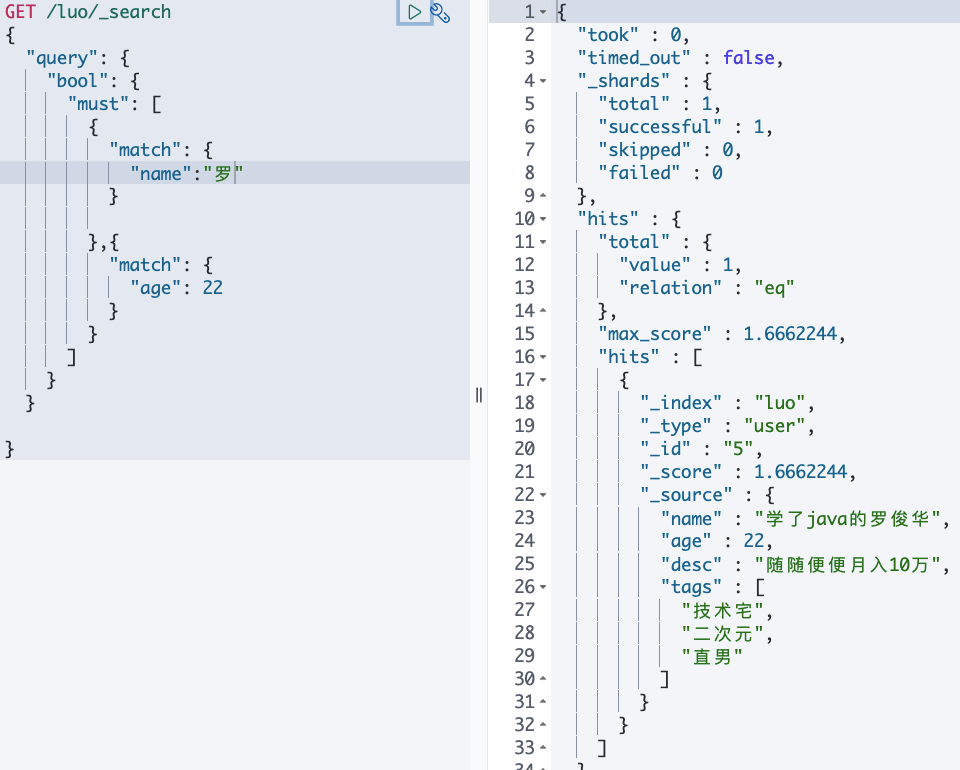 GET /luo/_search
{
  "query": {
    "bool": {
      "must": [
        {
          "match": {
            "name":"罗"
          }

        },{
          "match": {
            "age": 22
          }
        }
      ]
    }
  }

}
1 {
2   "took" : 0,
3   "timed_out" : false,
4   "_shards" : {
5     "total" : 1,
6     "successful" : 1,
7     "skipped" : 0,
8     "failed" : 0
9   },
10   "hits" : {
11     "total" : {
12       "value" : 1,
13       "relation" : "eq"
14     },
15     "max_score" : 1.6662244,
16     "hits" : [
17       {
18         "_index" : "luo",
19         "_type" : "user",
20         "_id" : "5",
21         "_score" : 1.6662244,
22         "_source" : {
23           "name" : "学了java的罗俊华",
24           "age" : 22,
25           "desc" : "随随便便月入10万",
26           "tags" : [
27             "技术宅",
28             "二次元",
29             "直男"
30           ]
31         }
32       }
33     ]
34   }